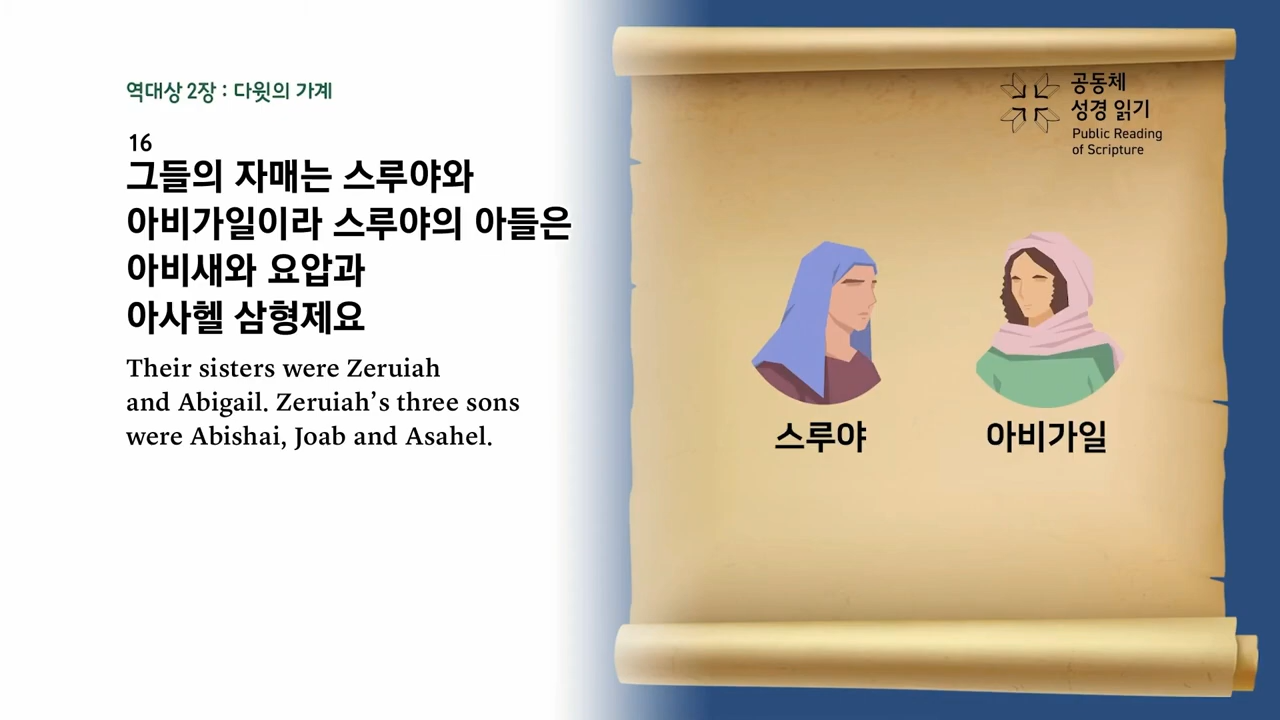 역대상 2장 : 다윗의 가계
16
그들의 자매는 스루야와
아비가일이라 스루야의 아들은
아비새와 요압과
아사헬 삼형제요
Their sisters were Zeruiah
and Abigail. Zeruiah’s three sons
were Abishai, Joab and Asahel.
공동체
성경 읽기
Public Reading
of Scripture
스루야
아비가일